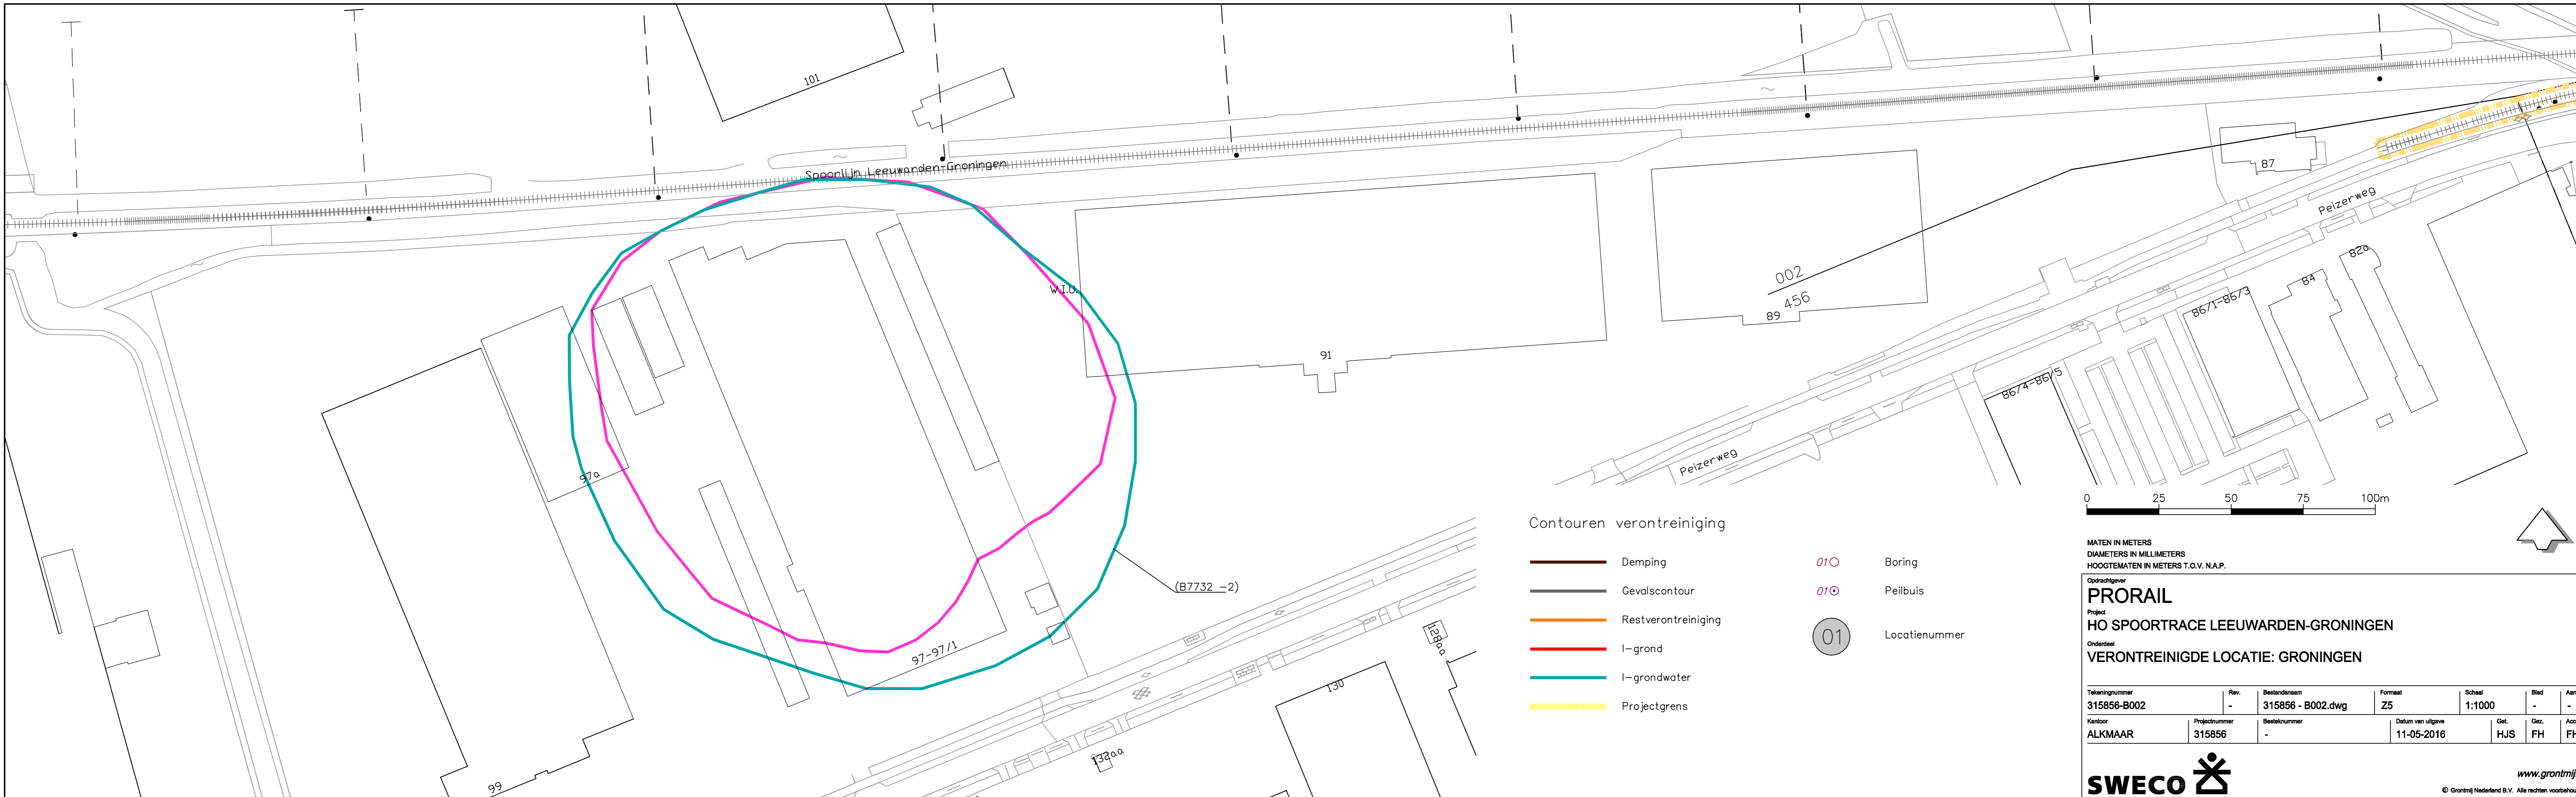 101
Spoorlijn Leeuwarden-Groningen
87
Peizerweg
W.I.U.
002
456
89
91
82a
84
86/1-86/3
86/4-86/5
97a
Peizerweg
(B7732 -2)
97-97/1
99
128aa
130
132aa
Contouren verontreiniging
Demping
Gevalscontour
Restverontreiniging
I-grond
I-grondwater
Projectgrens
01 Boring
01 Peilbuis
01 Locatienummer
0 25 50 75 100m
MATEN IN METERS
DIAMETERS IN MILLIMETERS
HOOGTEMATEN IN METERS T.O.V. N.A.P.
Opdrachtgever
PRORAIL
Project
HO SPOORTRACE LEEUWARDEN-GRONINGEN
Onderdeel
VERONTREINIGDE LOCATIE: GRONINGEN
Tekeningnummer Rev. Bestandsnaam Formaat Schaal Blad
315856-B002 - 315856 - B002.dwg Z5 1:1000 - -
Kantoor Projectnummer Besteknummer Datum van uitgave Get. Gez.
ALKMAAR 315856 - 11-05-2016 HJS FH FH
SWECO
www.grontmij
© Grontmij Nederland B.V. Alle rechten